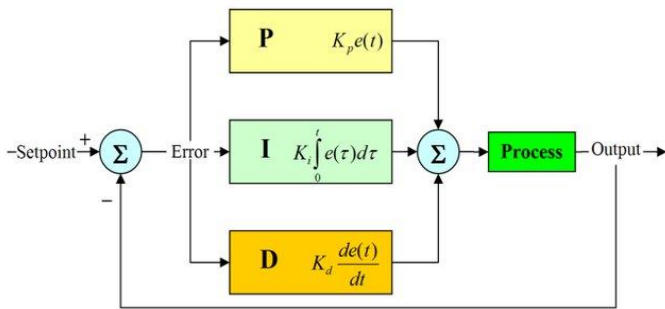 P K_p e(t)
–Setpoint + Σ Error I K_i ∫_0^t e(τ)dτ Σ Process Output
−
D K_d de(t)/dt